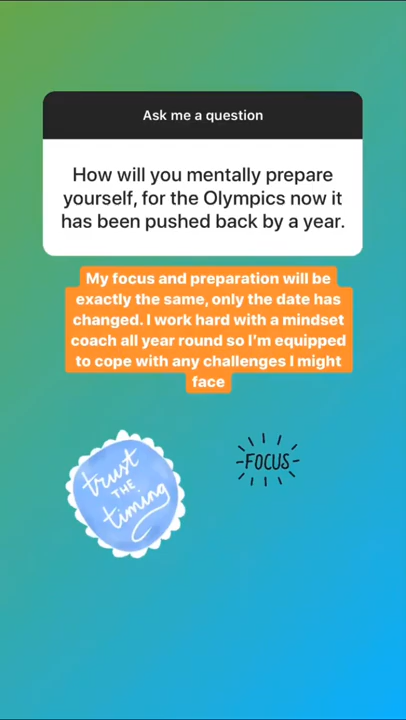 Ask me a question
How will you mentally prepare
yourself, for the Olympics now it
has been pushed back by a year.
My focus and preparation will be
exactly the same, only the date has
changed. I work hard with a mindset
coach all year round so I'm equipped
to cope with any challenges I might
face
trust
THE
timing
FOCUS